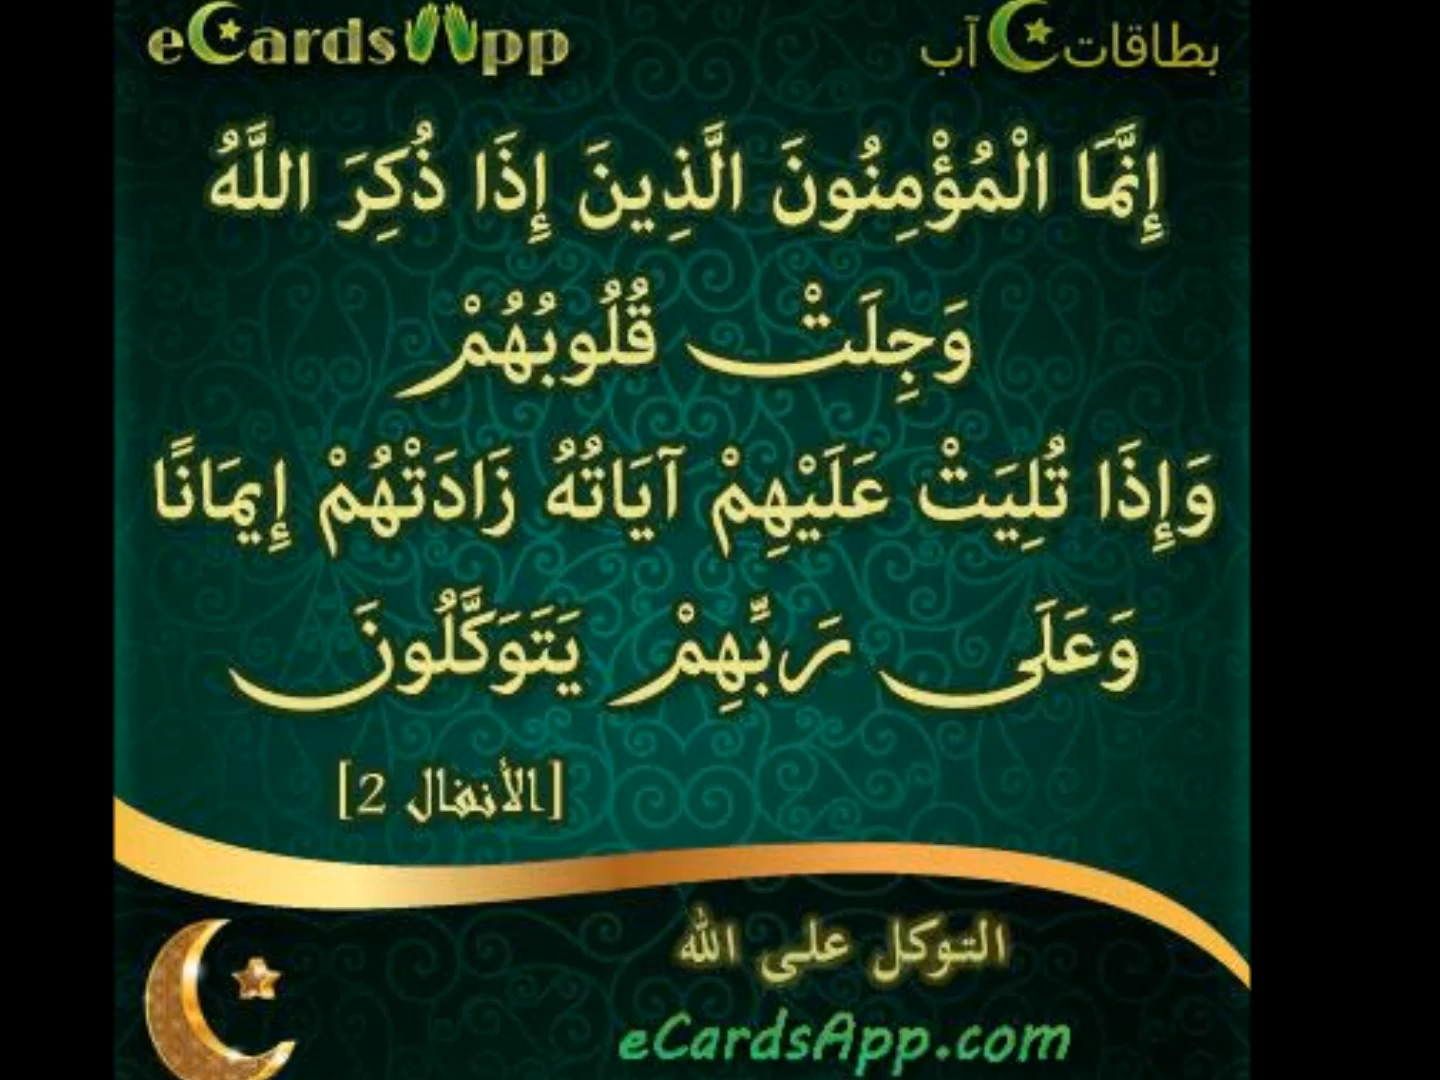 eCardsApp
بطاقات آب
إِنَّمَا الْمُؤْمِنُونَ الَّذِينَ إِذَا ذُكِرَ اللَّهُ
وَجِلَتْ قُلُوبُهُمْ
وَإِذَا تُلِيَتْ عَلَيْهِمْ آيَاتُهُ زَادَتْهُمْ إِيمَانًا
وَعَلَى رَبِّهِمْ يَتَوَكَّلُونَ
[الأنفال 2]
التوكل على الله
eCardsApp.com